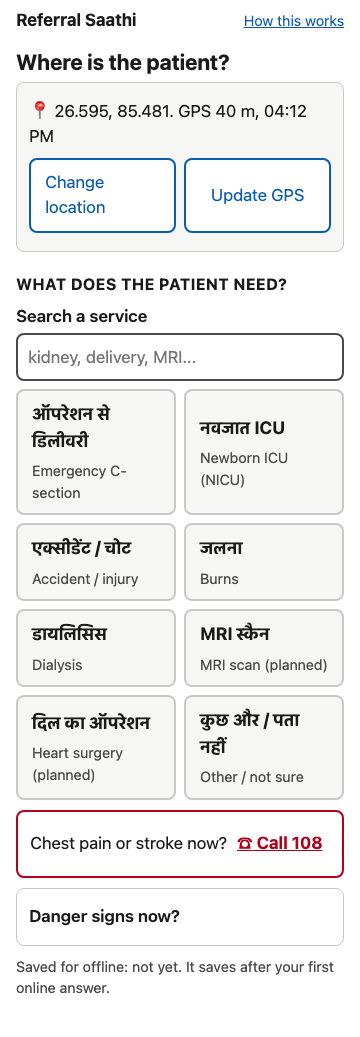 Referral Saathi
How this works
Where is the patient?
📍 26.595, 85.481. GPS 40 m, 04:12
PM
Change
location
Update GPS
WHAT DOES THE PATIENT NEED?
Search a service
kidney, delivery, MRI...
ऑपरेशन से
डिलीवरी
Emergency C-
section
नवजात ICU
Newborn ICU
(NICU)
एक्सीडेंट / चोट
Accident / injury
जलना
Burns
डायलिसिस
Dialysis
MRI स्कैन
MRI scan (planned)
दिल का ऑपरेशन
Heart surgery
(planned)
कुछ और / पता
नहीं
Other / not sure
Chest pain or stroke now? ☎ Call 108
Danger signs now?
Saved for offline: not yet. It saves after your first
online answer.